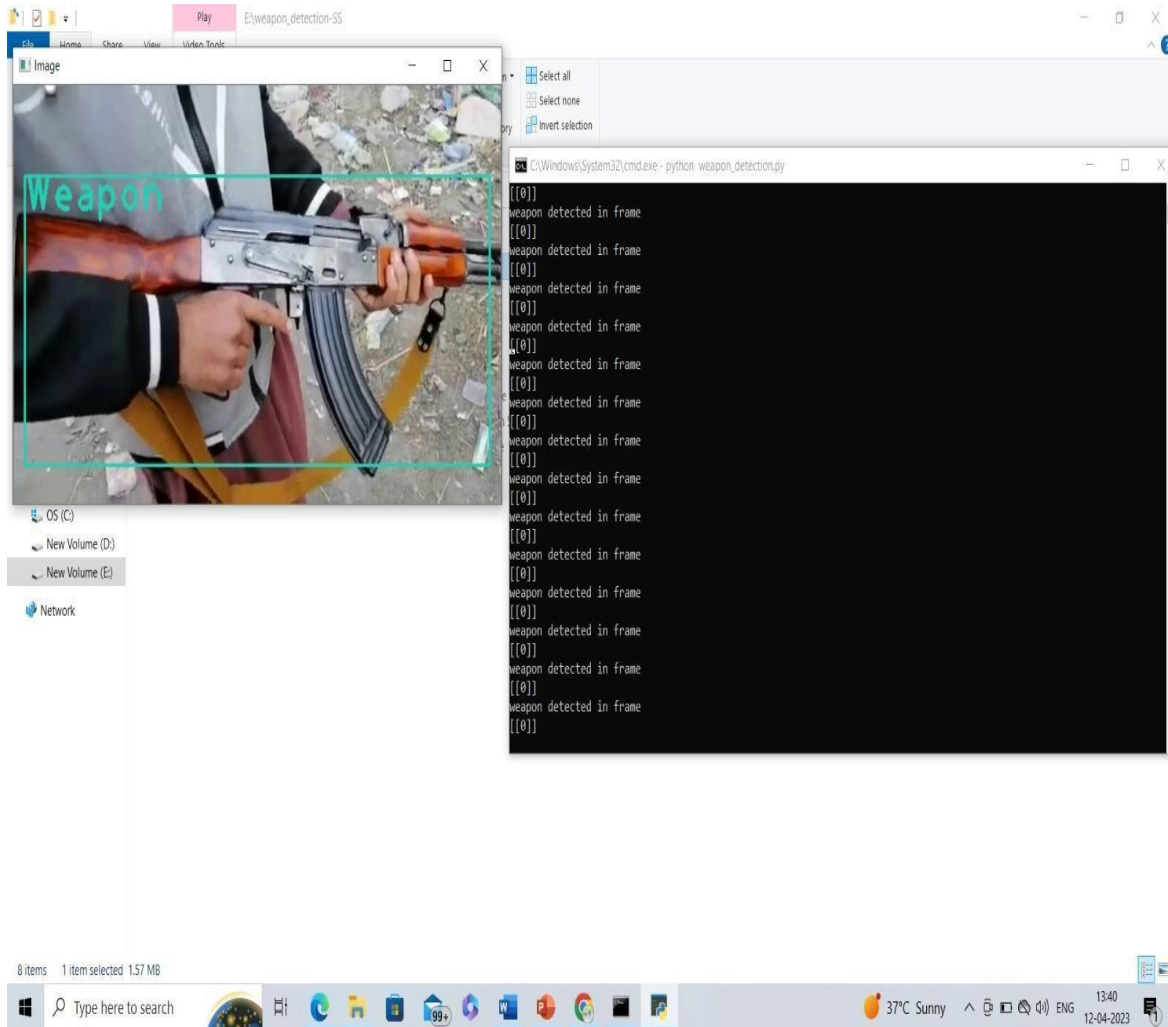 Play
E:\weapon_detection-SS
File Home Share View Video Tools
Image
Select all
Select none
Invert selection
C:\Windows\System32\cmd.exe - python weapon_detection.py
Weapon
[[0]]
weapon detected in frame
[[0]]
weapon detected in frame
[[0]]
weapon detected in frame
[[0]]
weapon detected in frame
[[0]]
weapon detected in frame
[[0]]
weapon detected in frame
[[0]]
weapon detected in frame
[[0]]
weapon detected in frame
[[0]]
weapon detected in frame
[[0]]
weapon detected in frame
[[0]]
weapon detected in frame
[[0]]
weapon detected in frame
[[0]]
weapon detected in frame
[[0]]
weapon detected in frame
[[0]]
OS (C:)
New Volume (D:)
New Volume (E:)
Network
8 items 1 item selected 1.57 MB
Type here to search
99+
37°C Sunny
ENG
13:40
12-04-2023
1